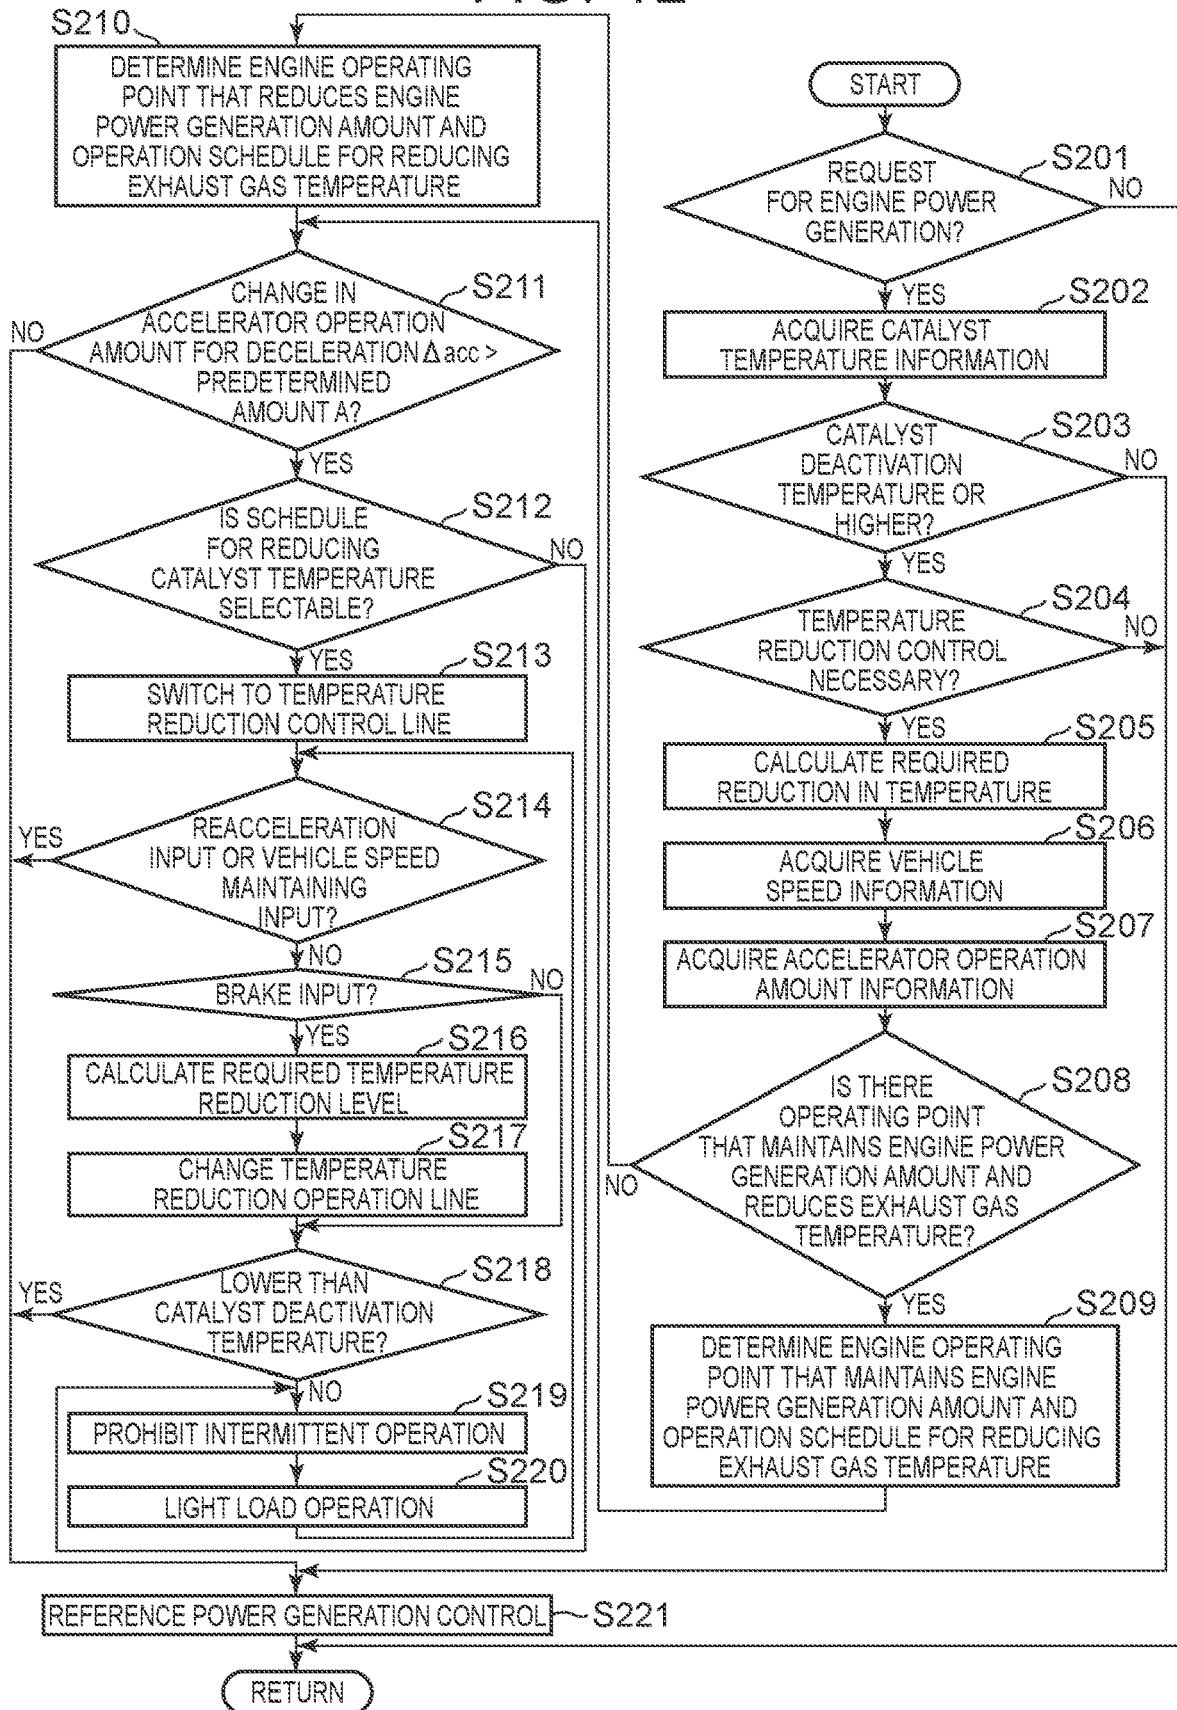 START
S201
REQUEST
FOR ENGINE POWER
GENERATION?
NO
YES
S202
ACQUIRE CATALYST
TEMPERATURE INFORMATION
S203
CATALYST
DEACTIVATION
TEMPERATURE OR
HIGHER?
NO
YES
S204
TEMPERATURE
REDUCTION CONTROL
NECESSARY?
NO
YES
S205
CALCULATE REQUIRED
REDUCTION IN TEMPERATURE
S206
ACQUIRE VEHICLE
SPEED INFORMATION
S207
ACQUIRE ACCELERATOR OPERATION
AMOUNT INFORMATION
S208
IS THERE
OPERATING POINT
THAT MAINTAINS ENGINE POWER
GENERATION AMOUNT AND
REDUCES EXHAUST GAS
TEMPERATURE?
NO
YES
S209
DETERMINE ENGINE OPERATING
POINT THAT MAINTAINS ENGINE
POWER GENERATION AMOUNT AND
OPERATION SCHEDULE FOR REDUCING
EXHAUST GAS TEMPERATURE
S210
DETERMINE ENGINE OPERATING
POINT THAT REDUCES ENGINE
POWER GENERATION AMOUNT AND
OPERATION SCHEDULE FOR REDUCING
EXHAUST GAS TEMPERATURE
S211
CHANGE IN
ACCELERATOR OPERATION
AMOUNT FOR DECELERATION Δacc >
PREDETERMINED
AMOUNT A?
NO
YES
S212
IS SCHEDULE
FOR REDUCING
CATALYST TEMPERATURE
SELECTABLE?
NO
YES
S213
SWITCH TO TEMPERATURE
REDUCTION CONTROL LINE
S214
REACCELERATION
INPUT OR VEHICLE SPEED
MAINTAINING
INPUT?
YES
NO
S215
BRAKE INPUT?
NO
YES
S216
CALCULATE REQUIRED TEMPERATURE
REDUCTION LEVEL
S217
CHANGE TEMPERATURE
REDUCTION OPERATION LINE
S218
LOWER THAN
CATALYST DEACTIVATION
TEMPERATURE?
YES
NO
S219
PROHIBIT INTERMITTENT OPERATION
S220
LIGHT LOAD OPERATION
REFERENCE POWER GENERATION CONTROL
S221
RETURN